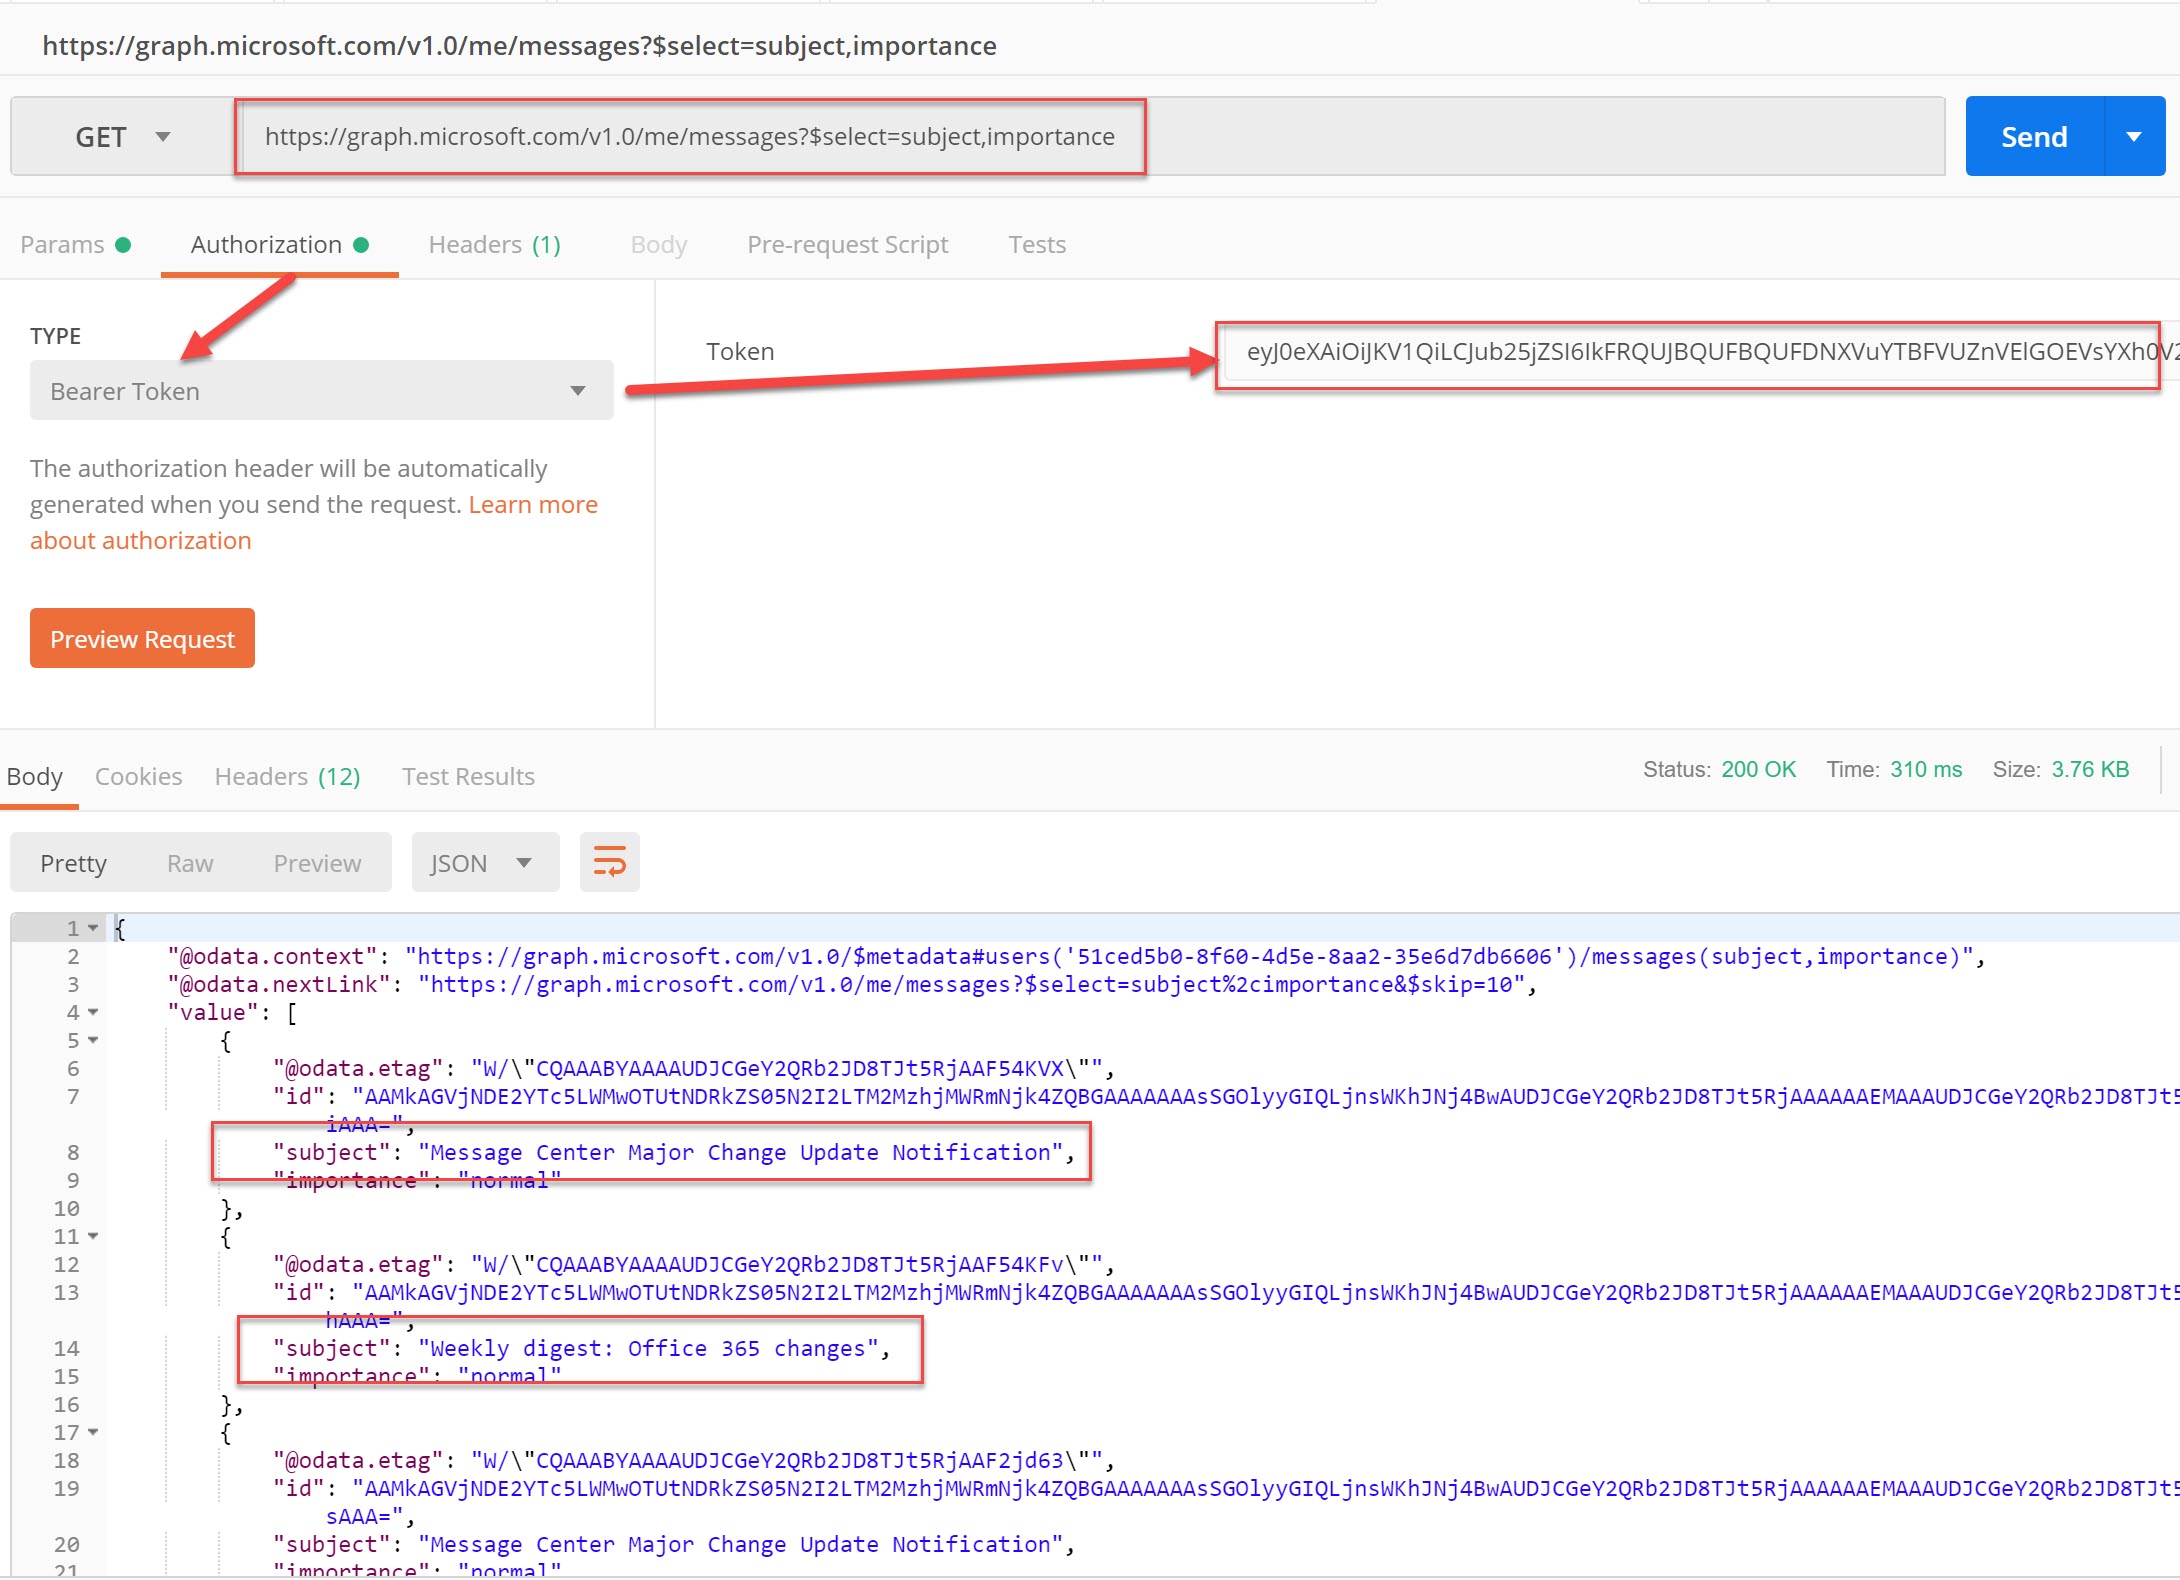 https://graph.microsoft.com/v1.0/me/messages?$select=subject,importance
GET https://graph.microsoft.com/v1.0/me/messages?$select=subject,importance Send
Params Authorization Headers (1) Body Pre-request Script Tests
TYPE
Token eyJ0eXAiOiJKV1QiLCJub25jZSI6IkFRQUJBQUFBQUFDNXVuYTBFVUZnVElGOEVsYXh0V2
Bearer Token
The authorization header will be automatically
generated when you send the request. Learn more
about authorization
Preview Request
Body Cookies Headers (12) Test Results Status: 200 OK Time: 310 ms Size: 3.76 KB
Pretty Raw Preview JSON
1 {
2 "@odata.context": "https://graph.microsoft.com/v1.0/$metadata#users('51ced5b0-8f60-4d5e-8aa2-35e6d7db6606')/messages(subject,importance)",
3 "@odata.nextLink": "https://graph.microsoft.com/v1.0/me/messages?$select=subject%2cimportance&$skip=10",
4 "value": [
5 {
6 "@odata.etag": "W/\"CQAAABYAAAAUDJCGeY2QRb2JD8TJt5RjAAF54KVX\"",
7 "id": "AAMkAGVjNDE2YTc5LWMwOTUtNDRkZS05N2I2LTM2MzhjMWRmNjk4ZQBGAAAAAAAsSGOlyyGIQLjnsWKhJNj4BwAUDJCGeY2QRb2JD8TJt5RjAAAAAAEMAAAUDJCGeY2QRb2JD8TJt5
iAAA=",
8 "subject": "Message Center Major Change Update Notification",
9 "importance": "normal"
10 },
11 {
12 "@odata.etag": "W/\"CQAAABYAAAAUDJCGeY2QRb2JD8TJt5RjAAF54KFv\"",
13 "id": "AAMkAGVjNDE2YTc5LWMwOTUtNDRkZS05N2I2LTM2MzhjMWRmNjk4ZQBGAAAAAAAsSGOlyyGIQLjnsWKhJNj4BwAUDJCGeY2QRb2JD8TJt5RjAAAAAAEMAAAUDJCGeY2QRb2JD8TJt5
hAAA=",
14 "subject": "Weekly digest: Office 365 changes",
15 "importance": "normal"
16 },
17 {
18 "@odata.etag": "W/\"CQAAABYAAAAUDJCGeY2QRb2JD8TJt5RjAAF2jd63\"",
19 "id": "AAMkAGVjNDE2YTc5LWMwOTUtNDRkZS05N2I2LTM2MzhjMWRmNjk4ZQBGAAAAAAAsSGOlyyGIQLjnsWKhJNj4BwAUDJCGeY2QRb2JD8TJt5RjAAAAAAEMAAAUDJCGeY2QRb2JD8TJt5
sAAA=",
20 "subject": "Message Center Major Change Update Notification",
21 "importance": "normal"